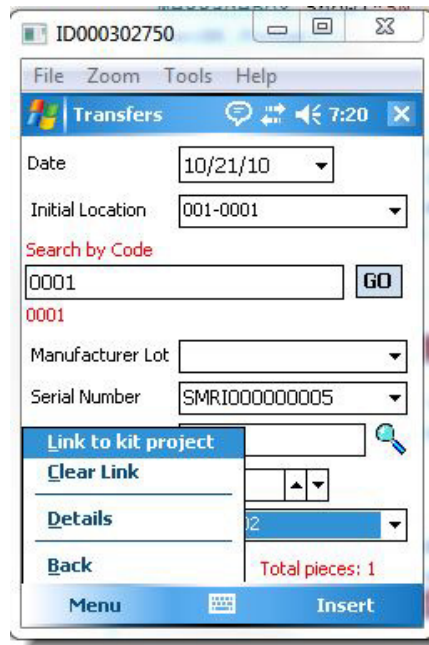 ID000302750
File Zoom Tools Help
Transfers 7:20
Date 10/21/10
Initial Location 001-0001
Search by Code
0001 GO
0001
Manufacturer Lot
Serial Number SMRI000000005
Link to kit project
Clear Link
Details 02
Back Total pieces: 1
Menu Insert